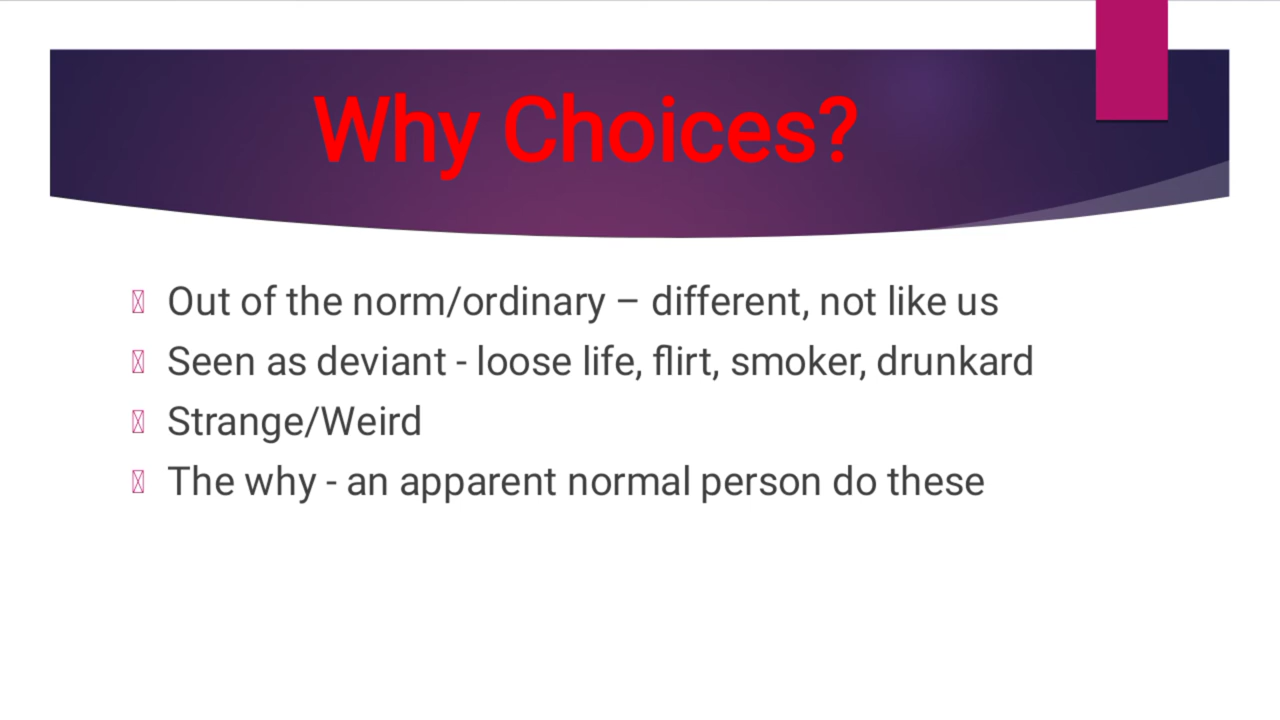 Why Choices?
Out of the norm/ordinary – different, not like us
Seen as deviant - loose life, flirt, smoker, drunkard
Strange/Weird
The why - an apparent normal person do these